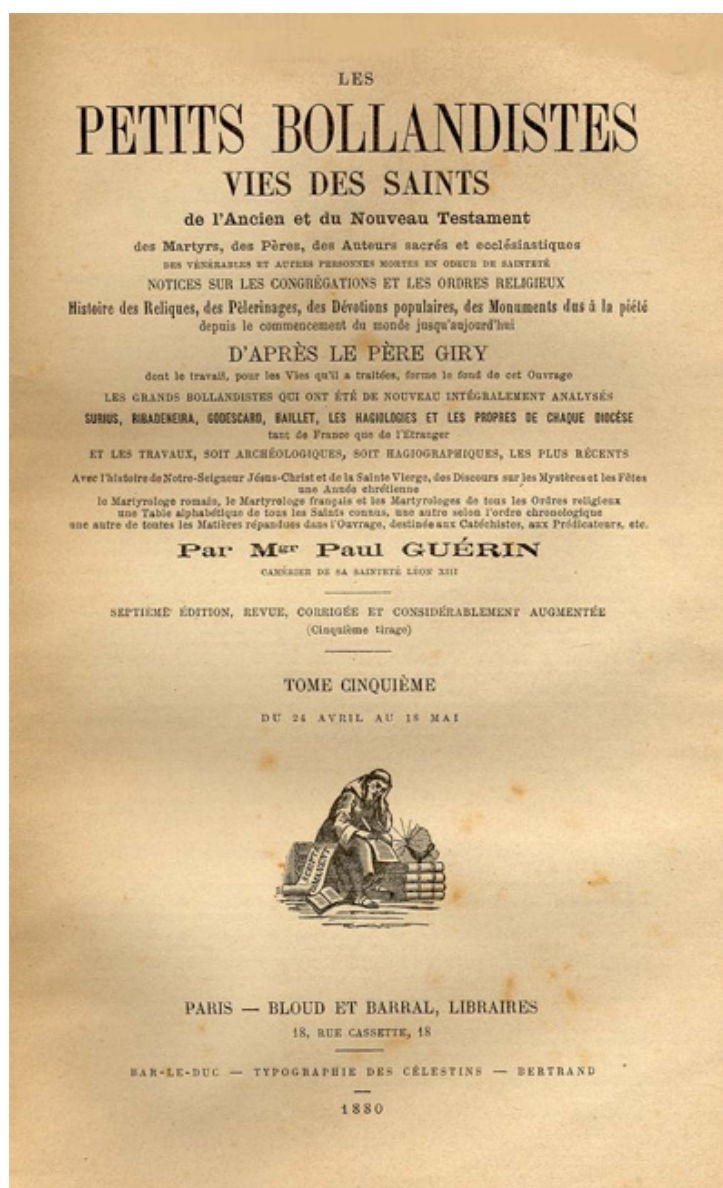 LES
PETITS BOLLANDISTES
VIES DES SAINTS
de l'Ancien et du Nouveau Testament
des Martyrs, des Pères, des Auteurs sacrés et ecclésiastiques
DES VÉNÉRABLES ET AUTRES PERSONNES MORTES EN ODEUR DE SAINTETÉ
NOTICES SUR LES CONGRÉGATIONS ET LES ORDRES RELIGIEUX
Histoire des Reliques, des Pèlerinages, des Dévotions populaires, des Monuments dus à la piété
depuis le commencement du monde jusqu'aujourd'hui
D'APRÈS LE PÈRE GIRY
dont le travail, pour les Vies qu'il a traitées, forme le fond de cet Ouvrage
LES GRANDS BOLLANDISTES QUI ONT ÉTÉ DE NOUVEAU INTÉGRALEMENT ANALYSÉS
SURIUS, RIBADENEIRA, GODESCARD, BAILLET, LES HAGIOLOGIES ET LES PROPRES DE CHAQUE DIOCÈSE
tant de France que de l'Étranger
ET LES TRAVAUX, SOIT ARCHÉOLOGIQUES, SOIT HAGIOGRAPHIQUES, LES PLUS RÉCENTS
Avec l'histoire de Notre-Seigneur Jésus-Christ et de la Sainte Vierge, des Discours sur les Mystères et les Fêtes
une Année chrétienne
le Martyrologe romain, le Martyrologe français et les Martyrologes de tous les Ordres religieux
une Table alphabétique de tous les Saints connus, une autre selon l'ordre chronologique
une autre de toutes les Matières répandues dans l'Ouvrage, destinée aux Catéchistes, aux Prédicateurs, etc.
Par Mgr Paul GUÉRIN
CAMÉRIER DE SA SAINTETÉ LÉON XIII
SEPTIÈME ÉDITION, REVUE, CORRIGÉE ET CONSIDÉRABLEMENT AUGMENTÉE
(Cinquième tirage)
TOME CINQUIÈME
DU 24 AVRIL AU 18 MAI
SCRIPTA
MANENT
PARIS — BLOUD ET BARRAL, LIBRAIRES
18, RUE CASSETTE, 18
BAR-LE-DUC — TYPOGRAPHIE DES CÉLESTINS — BERTRAND
1880